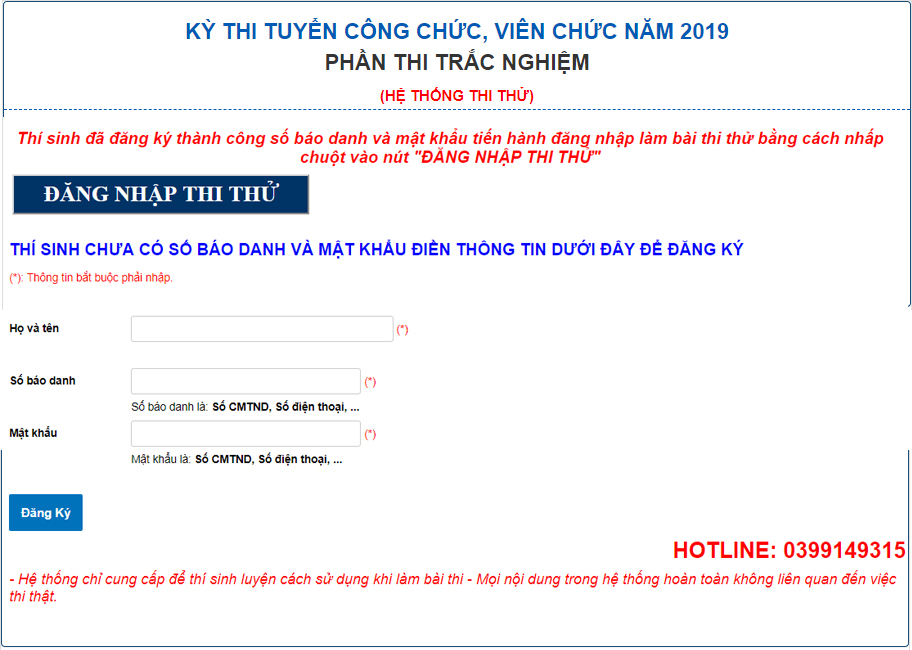 KỲ THI TUYỂN CÔNG CHỨC, VIÊN CHỨC NĂM 2019
PHẦN THI TRẮC NGHIỆM
(HỆ THỐNG THI THỬ)
Thí sinh đã đăng ký thành công số báo danh và mật khẩu tiến hành đăng nhập làm bài thi thử bằng cách nhấp
chuột vào nút "ĐĂNG NHẬP THI THỬ"
ĐĂNG NHẬP THI THỬ
THÍ SINH CHƯA CÓ SỐ BÁO DANH VÀ MẬT KHẨU ĐIỀN THÔNG TIN DƯỚI ĐÂY ĐỂ ĐĂNG KÝ
(*): Thông tin bắt buộc phải nhập.
Họ và tên (*)
Số báo danh (*)
Số báo danh là: Số CMTND, Số điện thoại, ...
Mật khẩu (*)
Mật khẩu là: Số CMTND, Số điện thoại, ...
Đăng Ký
HOTLINE: 0399149315
- Hệ thống chỉ cung cấp để thí sinh luyện cách sử dụng khi làm bài thi - Mọi nội dung trong hệ thống hoàn toàn không liên quan đến việc
thi thật.